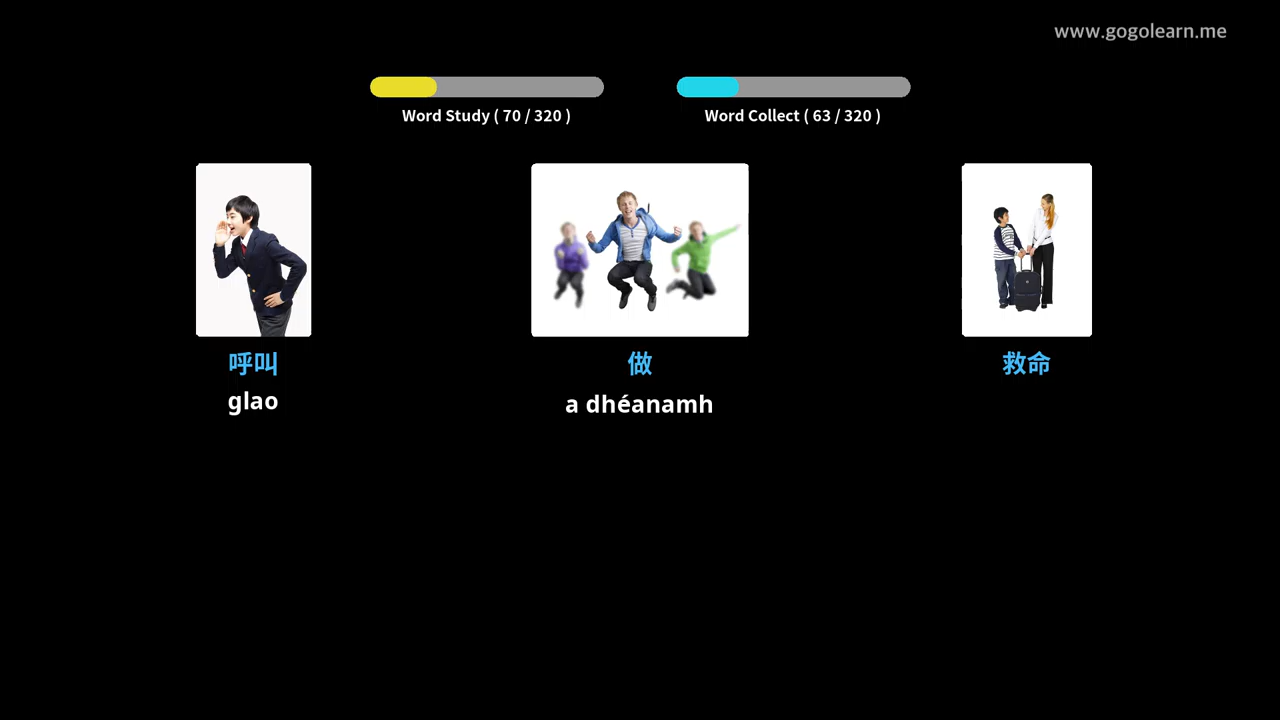 www.gogolearn.me
Word Study ( 70 / 320 )
Word Collect ( 63 / 320 )
呼叫
做
救命
glao
a dhéanamh